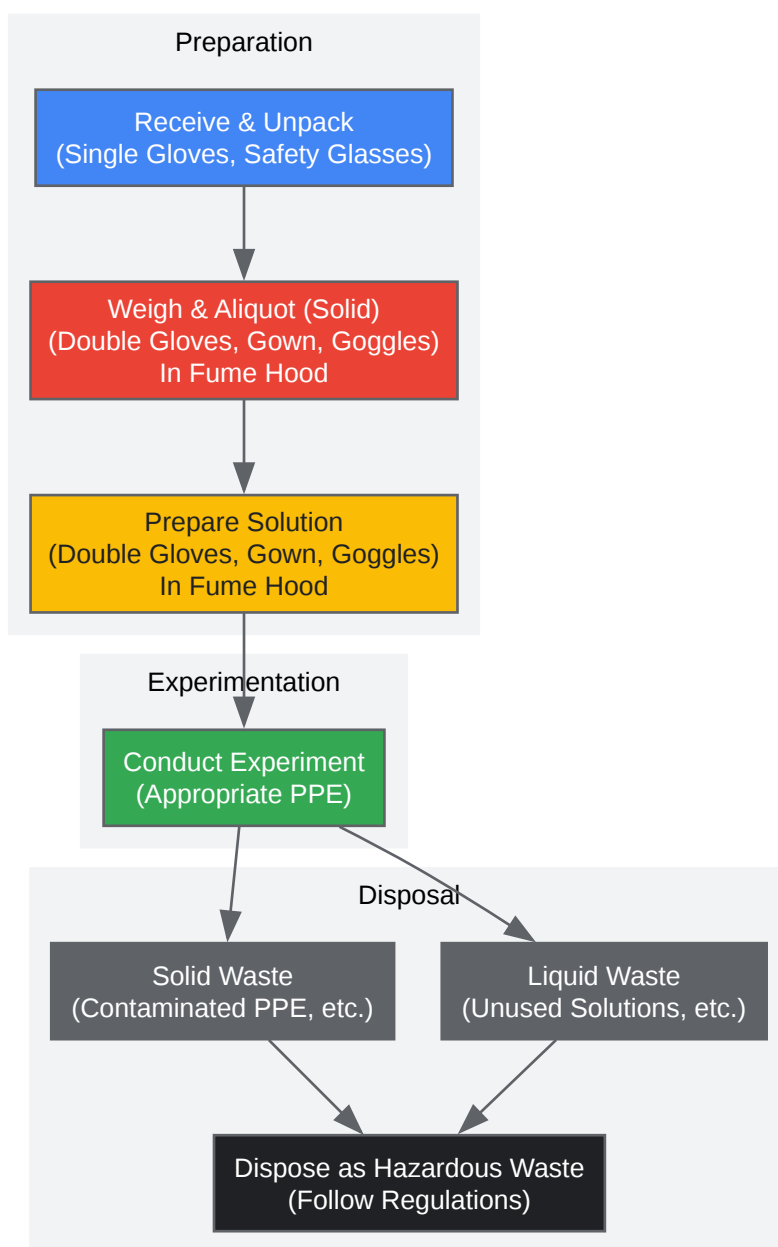 Preparation
Receive & Unpack
(Single Gloves, Safety Glasses)
Weigh & Aliquot (Solid)
(Double Gloves, Gown, Goggles)
In Fume Hood
Prepare Solution
(Double Gloves, Gown, Goggles)
In Fume Hood
Experimentation
Conduct Experiment
(Appropriate PPE)
Disposal
Solid Waste
(Contaminated PPE, etc.)
Liquid Waste
(Unused Solutions, etc.)
Dispose as Hazardous Waste
(Follow Regulations)